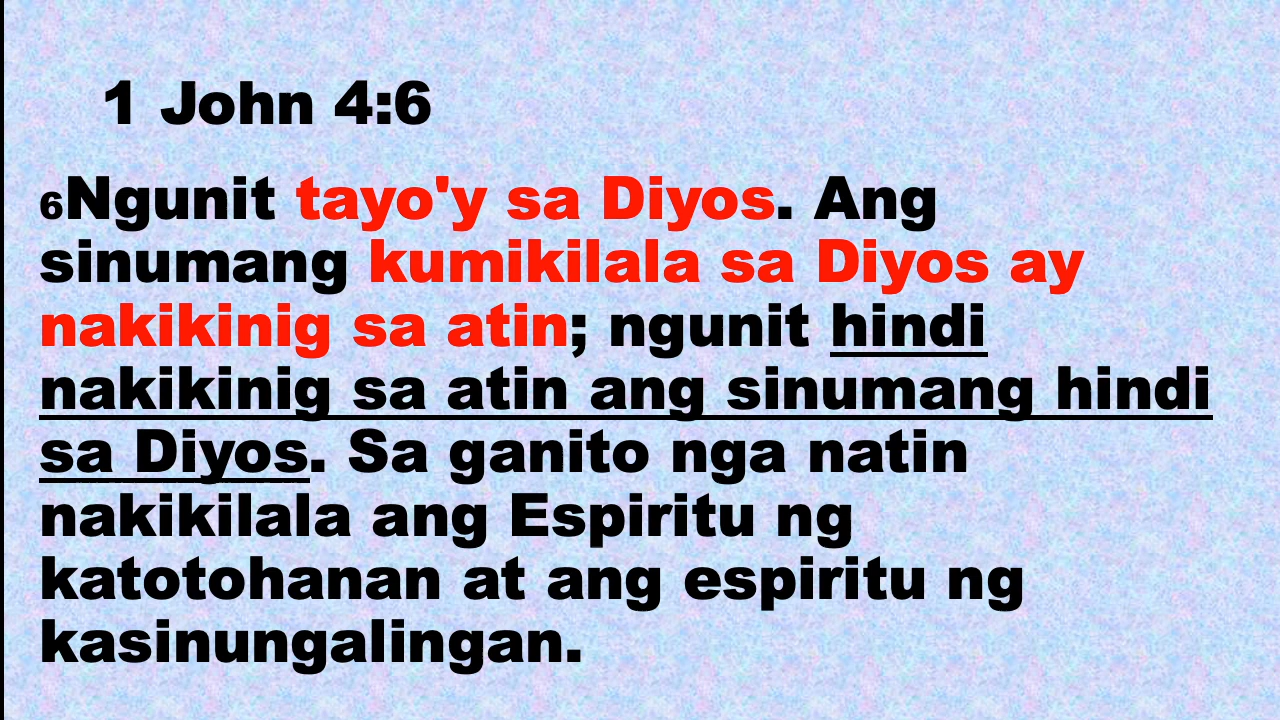 1 John 4:6
6Ngunit tayo'y sa Diyos. Ang
sinumang kumikilala sa Diyos ay
nakikinig sa atin; ngunit hindi
nakikinig sa atin ang sinumang hindi
sa Diyos. Sa ganito nga natin
nakikilala ang Espiritu ng
katotohanan at ang espiritu ng
kasinungalingan.